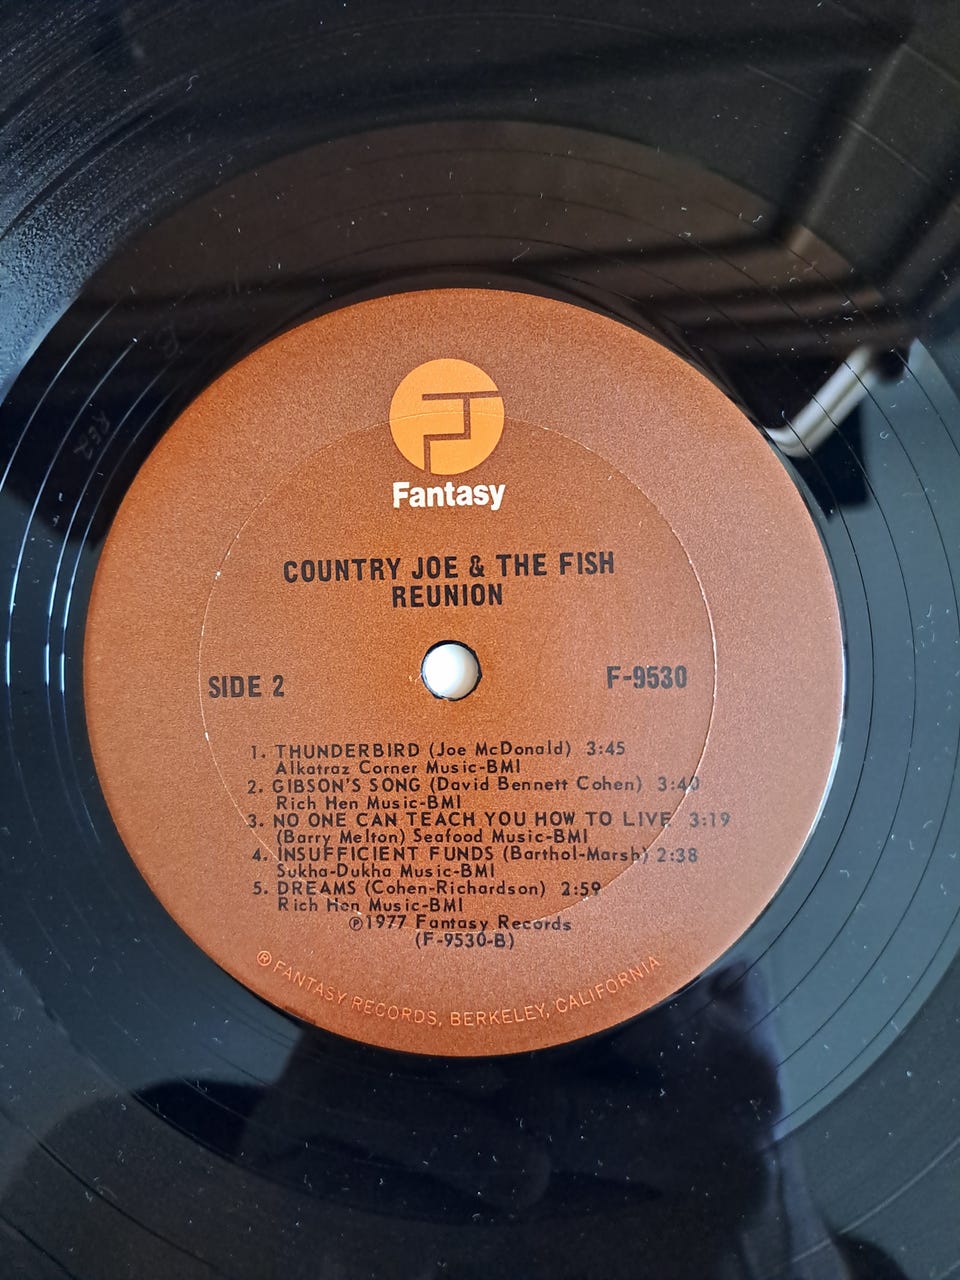 Fantasy
COUNTRY JOE & THE FISH
REUNION
SIDE 2
F-9530
1. THUNDERBIRD (Joe McDonald) 3:45
Alkatraz Corner Music-BMI
2. GIBSON'S SONG (David Bennett Cohen) 3:40
Rich Hen Music-BMI
3. NO ONE CAN TEACH YOU HOW TO LIVE 3:19
(Barry Melton) Seafood Music-BMI
4. INSUFFICIENT FUNDS (Barthol-Marsh) 2:38
Sukha-Dukha Music-BMI
5. DREAMS (Cohen-Richardson) 2:59
Rich Hen Music-BMI
℗1977 Fantasy Records
(F-9530-B)
® FANTASY RECORDS, BERKELEY, CALIFORNIA